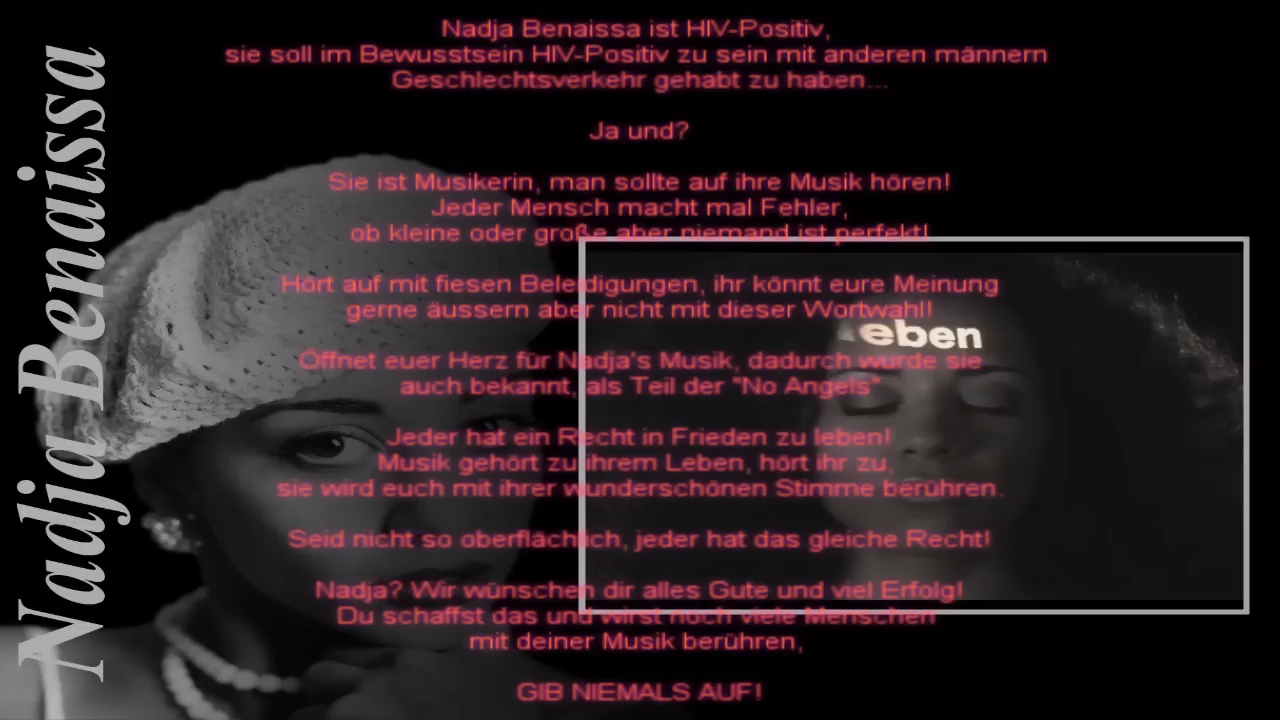 Nadja Benaissa
Nadja Benaissa ist HIV-Positiv,
sie soll im Bewusstsein HIV-Positiv zu sein mit anderen männern
Geschlechtsverkehr gehabt zu haben...
Ja und?
Sie ist Musikerin, man sollte auf ihre Musik hören!
Jeder Mensch macht mal Fehler,
ob kleine oder große aber niemand ist perfekt!
Hört auf mit fiesen Beleidigungen, ihr könnt eure Meinung
gerne äussern aber nicht mit dieser Wortwahl!
eben
Öffnet euer Herz für Nadja's Musik, dadurch wurde sie
auch bekannt, als Teil der "No Angels"
Jeder hat ein Recht in Frieden zu leben!
Musik gehört zu ihrem Leben, hört ihr zu,
sie wird euch mit ihrer wunderschönen Stimme berühren.
Seid nicht so oberflächlich, jeder hat das gleiche Recht!
Nadja? Wir wünschen dir alles Gute und viel Erfolg!
Du schaffst das und wirst noch viele Menschen
mit deiner Musik berühren,
GIB NIEMALS AUF!